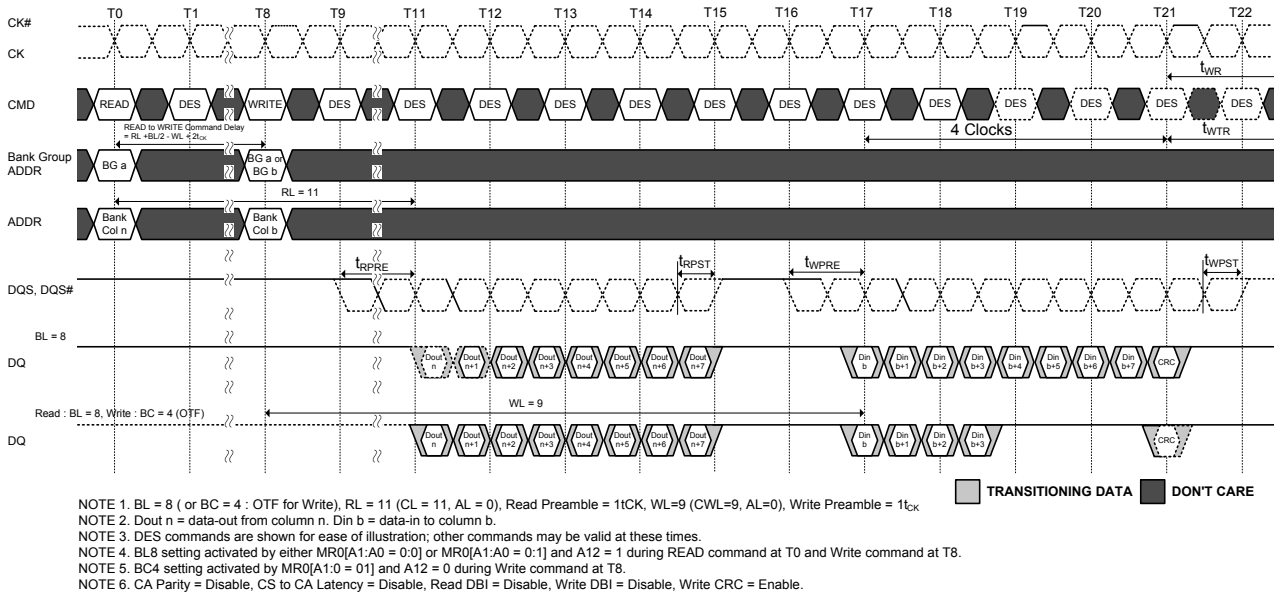 T0 T1 T8 T9 T11 T12 T13 T14 T15 T16 T17 T18 T19 T20 T21 T22
CK#
CK
tWR
CMD READ DES WRITE DES DES DES DES DES DES DES DES DES DES DES DES DES
READ to WRITE Command Delay
= RL +BL/2 - WL + 2tCK
4 Clocks
tWTR
Bank Group
ADDR
BG a
BG a or
BG b
RL = 11
ADDR
Bank
Col n
Bank
Col b
tRPRE tRPST tWPRE tWPST
DQS, DQS#
BL = 8
DQ
Dout
n
Dout
n+1
Dout
n+2
Dout
n+3
Dout
n+4
Dout
n+5
Dout
n+6
Dout
n+7
Din
b
Din
b+1
Din
b+2
Din
b+3
Din
b+4
Din
b+5
Din
b+6
Din
b+7
CRC
Read : BL = 8, Write : BC = 4 (OTF)
WL = 9
DQ
Dout
n
Dout
n+1
Dout
n+2
Dout
n+3
Dout
n+4
Dout
n+5
Dout
n+6
Dout
n+7
Din
b
Din
b+1
Din
b+2
Din
b+3
CRC
TRANSITIONING DATA DON'T CARE
NOTE 1. BL = 8 ( or BC = 4 : OTF for Write), RL = 11 (CL = 11, AL = 0), Read Preamble = 1tCK, WL=9 (CWL=9, AL=0), Write Preamble = 1tCK
NOTE 2. Dout n = data-out from column n. Din b = data-in to column b.
NOTE 3. DES commands are shown for ease of illustration; other commands may be valid at these times.
NOTE 4. BL8 setting activated by either MR0[A1:A0 = 0:0] or MR0[A1:A0 = 0:1] and A12 = 1 during READ command at T0 and Write command at T8.
NOTE 5. BC4 setting activated by MR0[A1:0 = 01] and A12 = 0 during Write command at T8.
NOTE 6. CA Parity = Disable, CS to CA Latency = Disable, Read DBI = Disable, Write DBI = Disable, Write CRC = Enable.